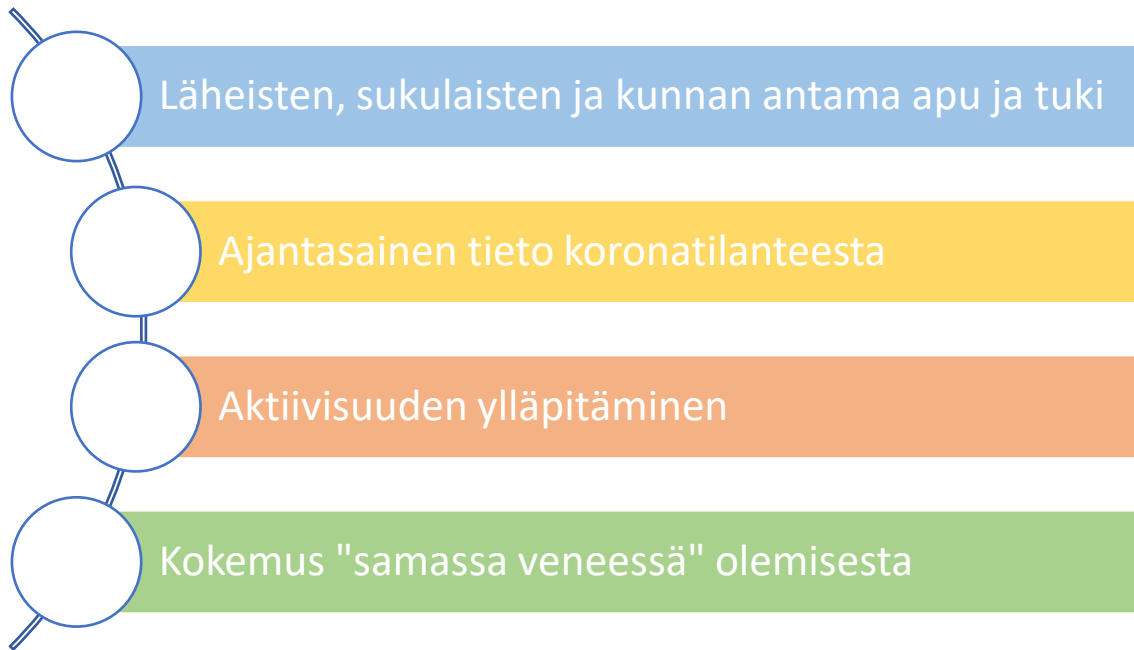 Läheisten, sukulaisten ja kunnan antama apu ja tuki
Ajantasainen tieto koronatilanteesta
Aktiivisuuden ylläpitäminen
Kokemus "samassa veneessä" olemisesta